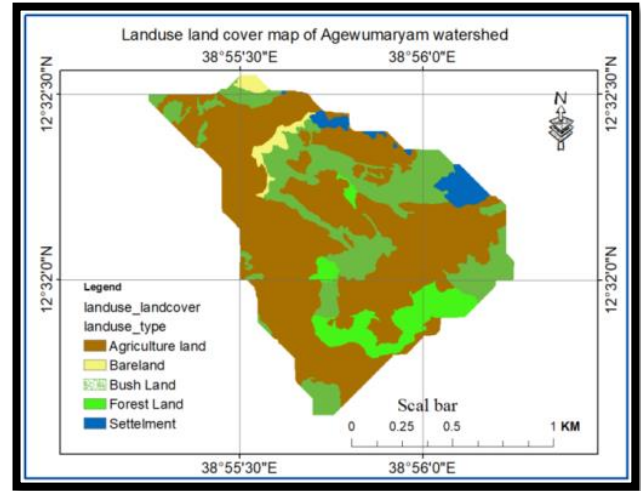 Landuse land cover map of Agewumaryam watershed
38°55'30"E 38°56'0"E
12°32'30"N 12°32'30"N
N
12°32'0"N 12°32'0"N
Legend
landuse_landcover
landuse_type
Agriculture land
Bareland
Bush Land
Forest Land
Settelment
Scal bar
0 0.25 0.5 1 KM
38°55'30"E 38°56'0"E